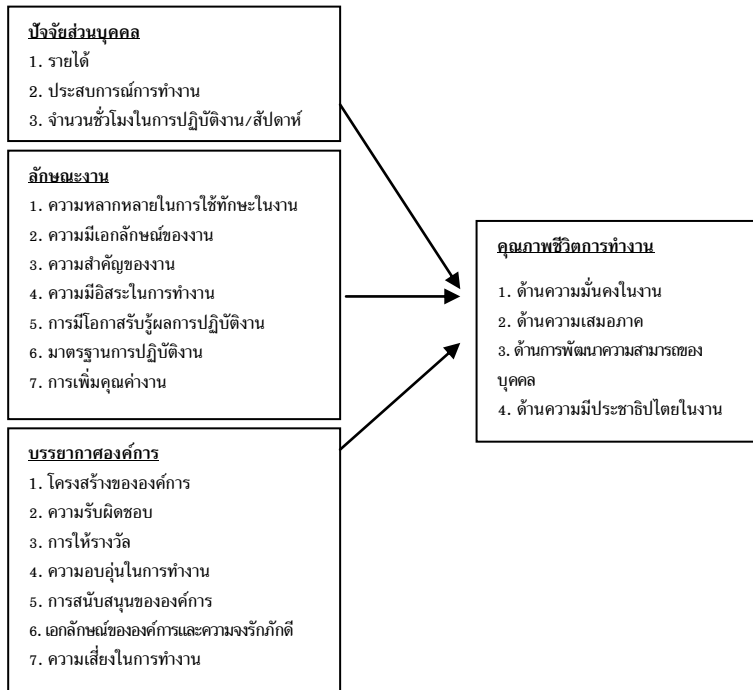 ปัจจัยส่วนบุคคล
1. รายได้
2. ประสบการณ์การทำงาน
3. จำนวนชั่วโมงในการปฏิบัติงาน/สัปดาห์
ลักษณะงาน
1. ความหลากหลายในการใช้ทักษะในงาน
2. ความมีเอกลักษณ์ของงาน
3. ความสำคัญของงาน
4. ความมีอิสระในการทำงาน
5. การมีโอกาสรับรู้ผลการปฏิบัติงาน
6. มาตรฐานการปฏิบัติงาน
7. การเพิ่มคุณค่างาน
บรรยากาศองค์การ
1. โครงสร้างขององค์การ
2. ความรับผิดชอบ
3. การให้รางวัล
4. ความอบอุ่นในการทำงาน
5. การสนับสนุนขององค์การ
6. เอกลักษณ์ขององค์การและความจงรักภักดี
7. ความเสี่ยงในการทำงาน
คุณภาพชีวิตการทำงาน
1. ด้านความมั่นคงในงาน
2. ด้านความเสมอภาค
3. ด้านการพัฒนาความสามารถของ
บุคคล
4. ด้านความมีประชาธิปไตยในงาน